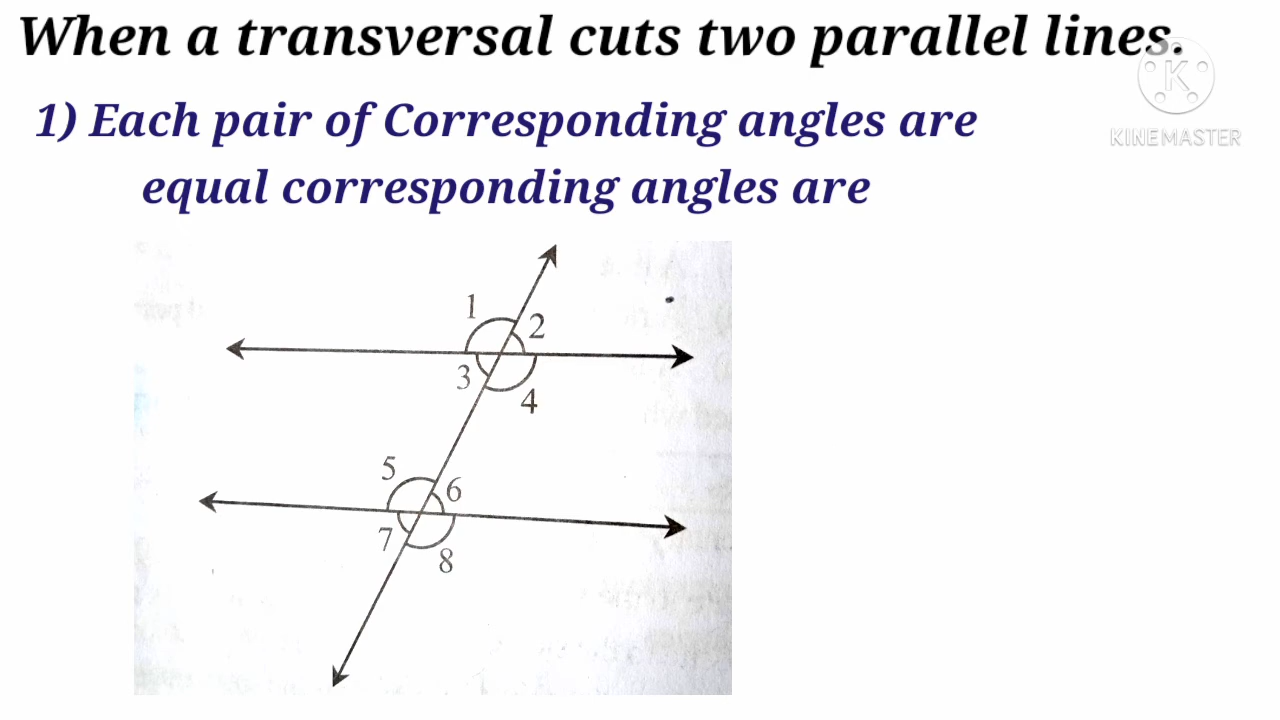 When a transversal cuts two parallel lines.
K
KINEMASTER
1) Each pair of Corresponding angles are
equal corresponding angles are
1
2
3
4
5
6
7
8